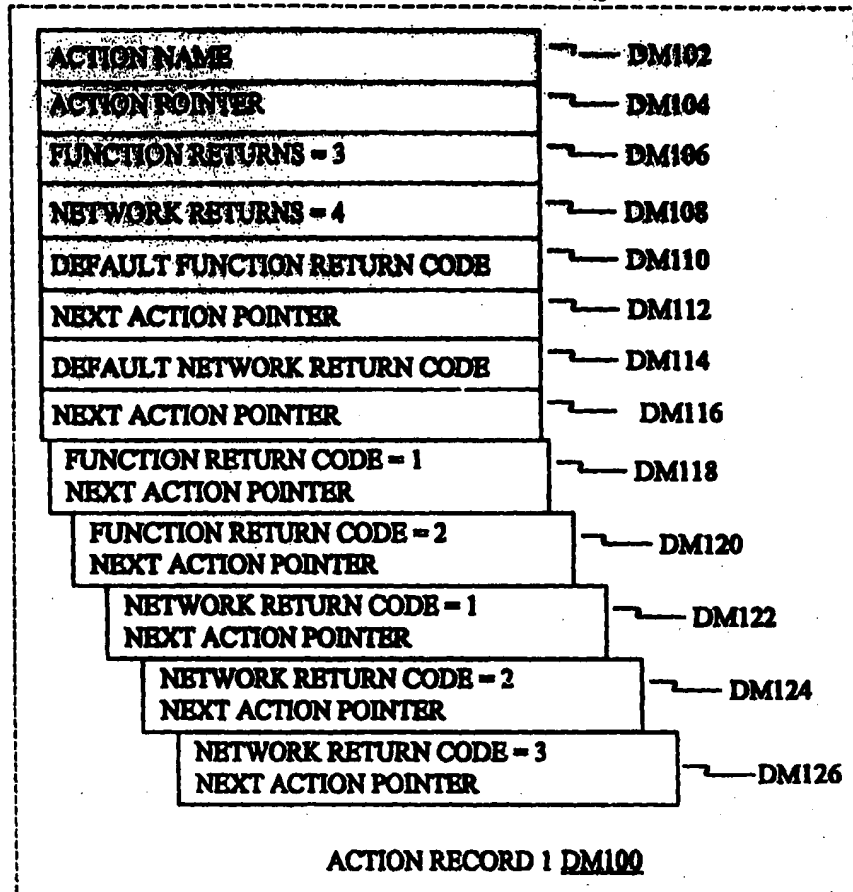 ACTION NAME DM102
ACTION POINTER DM104
FUNCTION RETURNS = 3 DM106
NETWORK RETURNS = 4 DM108
DEFAULT FUNCTION RETURN CODE DM110
NEXT ACTION POINTER DM112
DEFAULT NETWORK RETURN CODE DM114
NEXT ACTION POINTER DM116
FUNCTION RETURN CODE = 1 DM118
NEXT ACTION POINTER
FUNCTION RETURN CODE = 2 DM120
NEXT ACTION POINTER
NETWORK RETURN CODE = 1 DM122
NEXT ACTION POINTER
NETWORK RETURN CODE = 2 DM124
NEXT ACTION POINTER
NETWORK RETURN CODE = 3 DM126
NEXT ACTION POINTER
ACTION RECORD 1 DM100